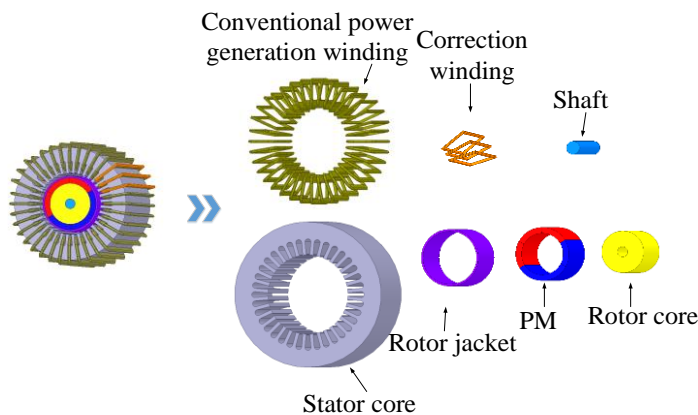 Conventional power
generation winding
Correction
winding
Shaft
Rotor jacket
PM
Rotor core
Stator core